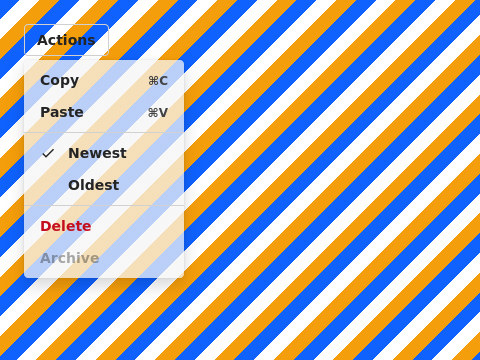 Actions
Copy ⌘C
Paste ⌘V
Newest
Oldest
Delete
Archive